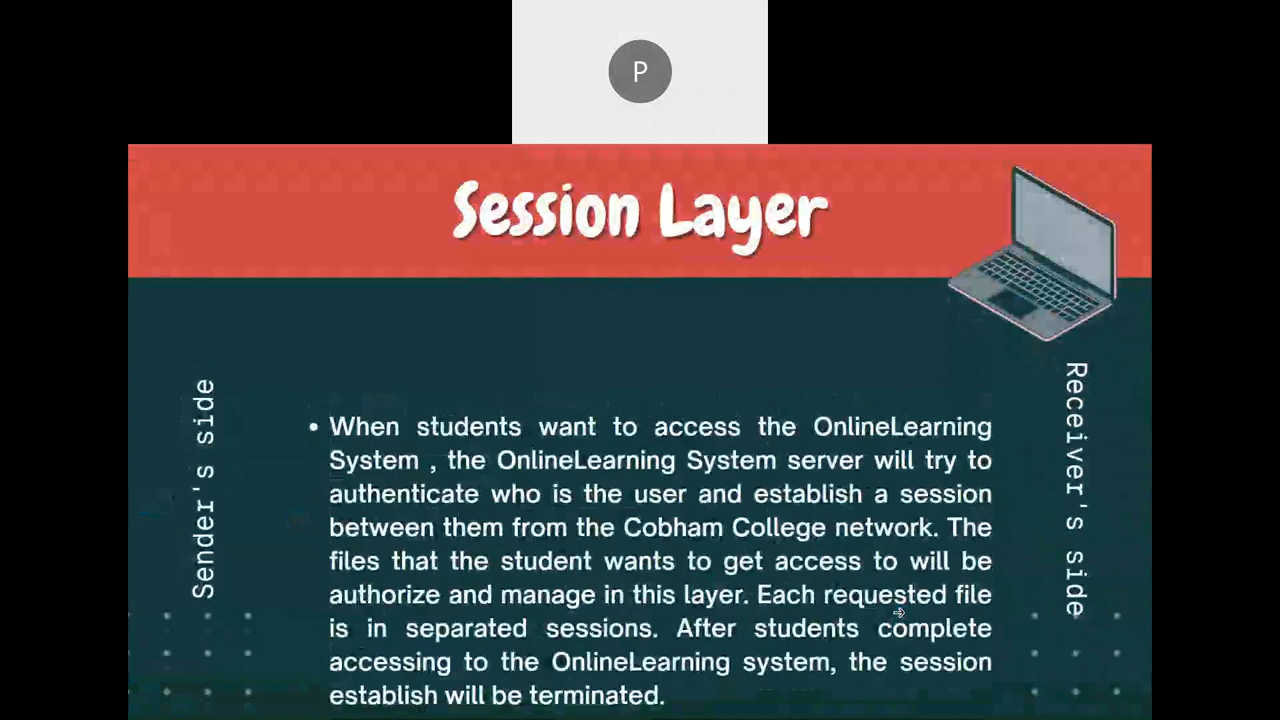 P
Session Layer
Sender's side
Receiver's side
• When students want to access the OnlineLearning
System , the OnlineLearning System server will try to
authenticate who is the user and establish a session
between them from the Cobham College network. The
files that the student wants to get access to will be
authorize and manage in this layer. Each requested file
is in separated sessions. After students complete
accessing to the OnlineLearning system, the session
establish will be terminated.